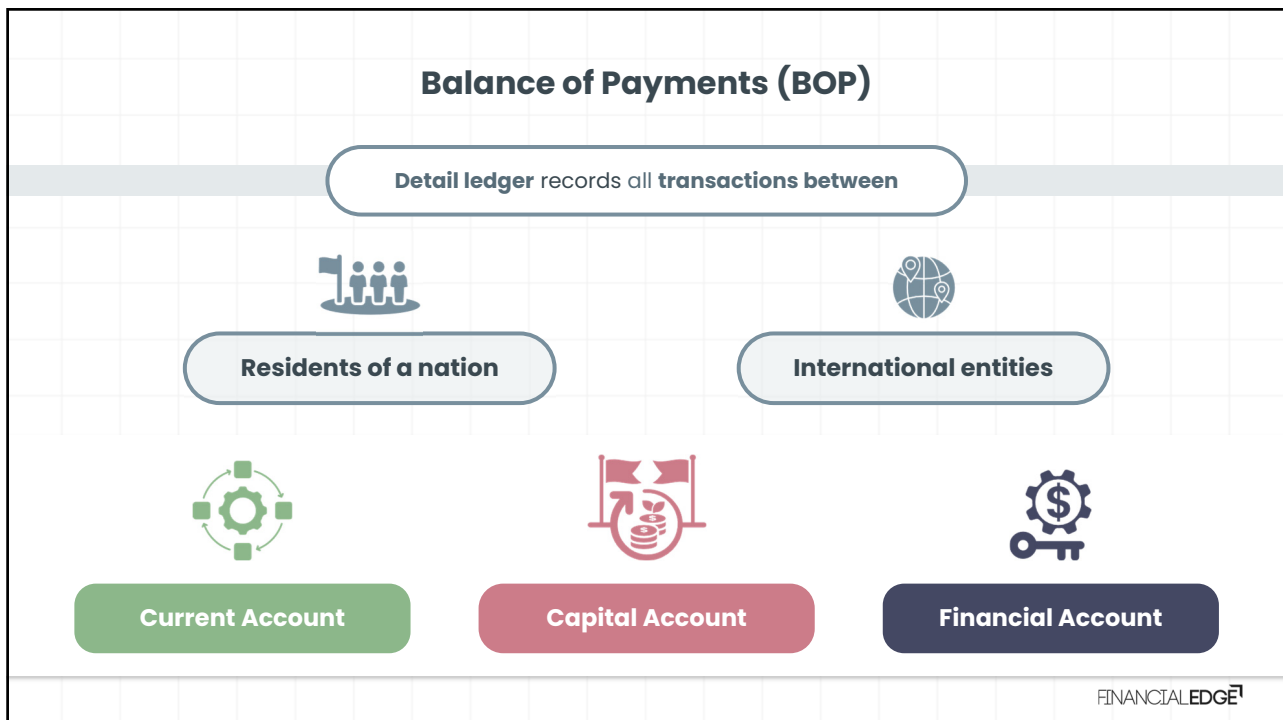 Balance of Payments (BOP)
Detail ledger records all transactions between
Residents of a nation
International entities
$
Current Account
Capital Account
Financial Account
FINANCIALEDGE